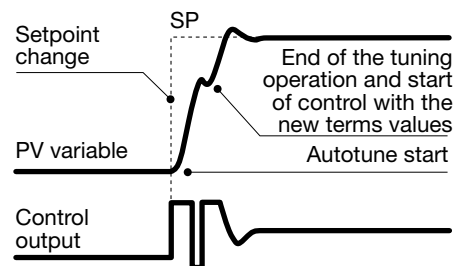 SP
Setpoint
change
End of the tuning
operation and start
of control with the
new terms values
PV variable
Autotune start
Control
output